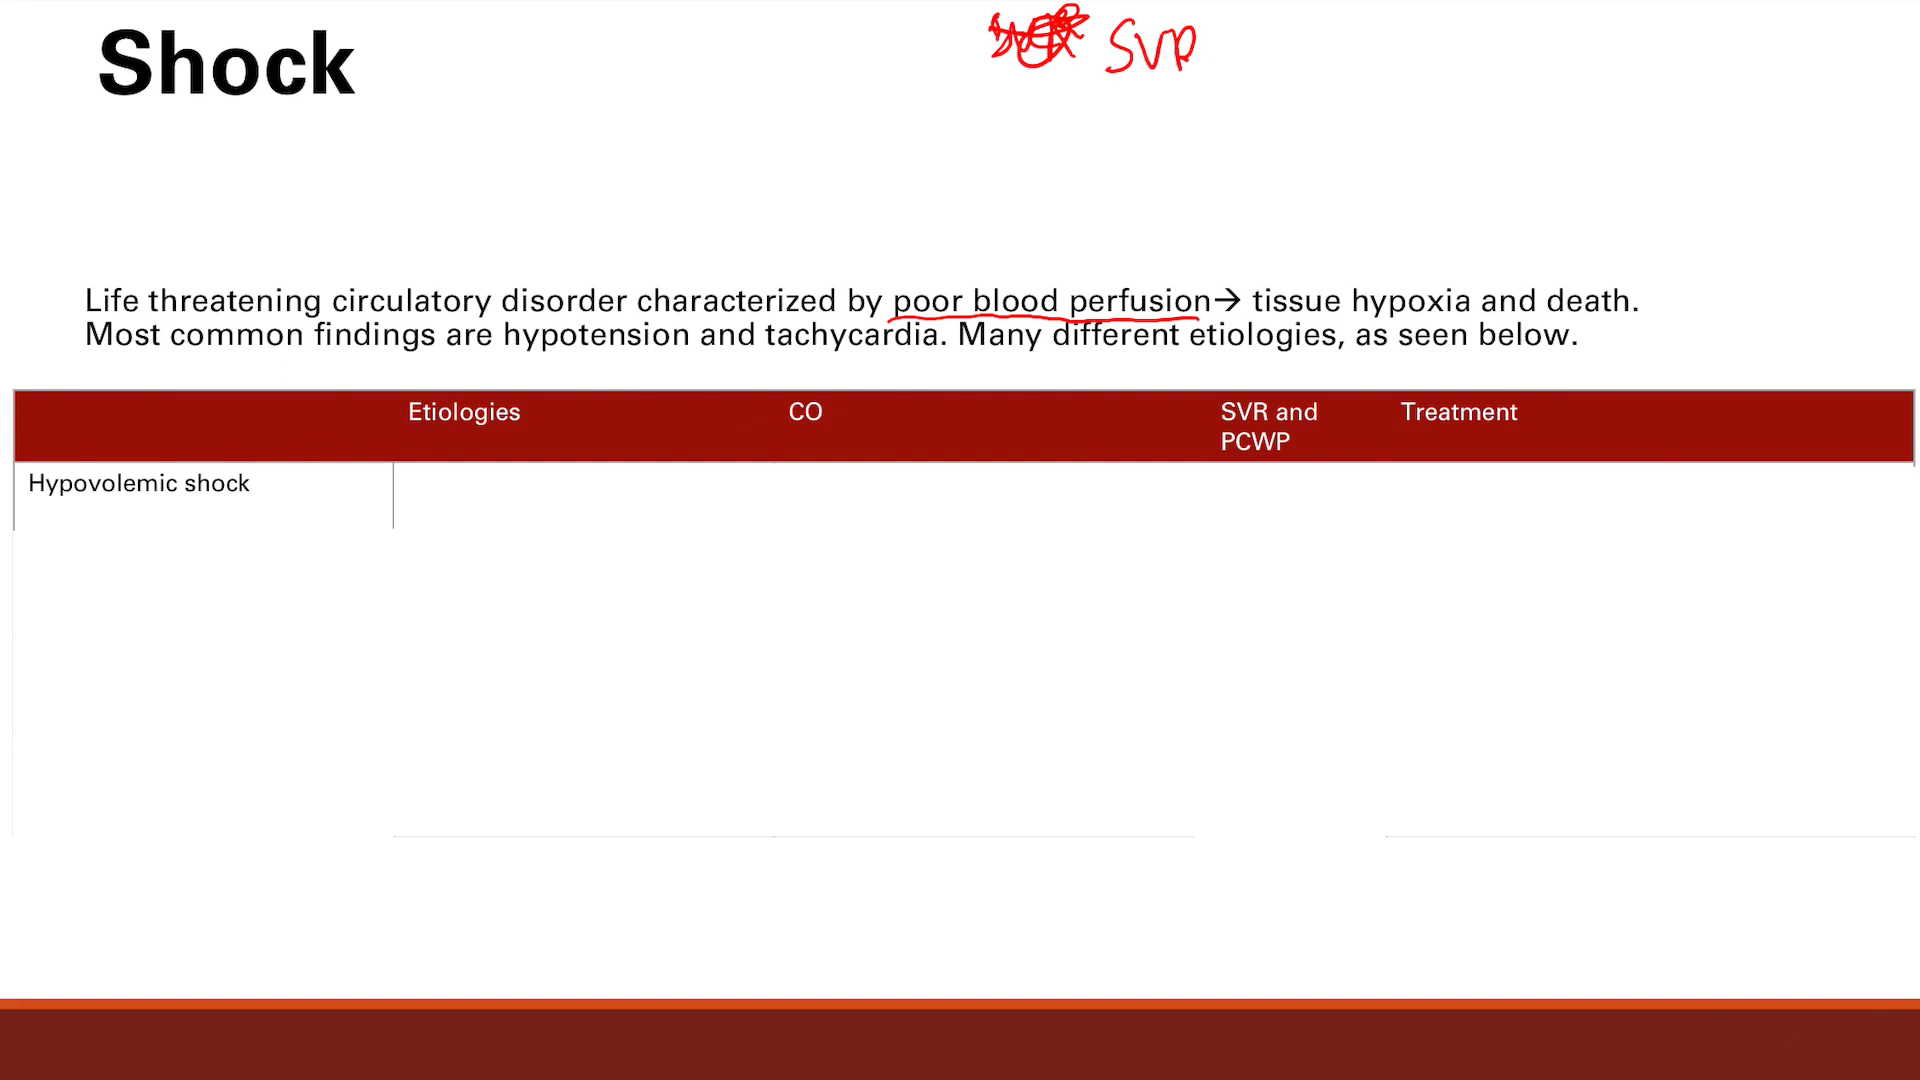 Shock
SVR
Life threatening circulatory disorder characterized by poor blood perfusion→ tissue hypoxia and death.
Most common findings are hypotension and tachycardia. Many different etiologies, as seen below.
Etiologies
CO
SVR and
PCWP
Treatment
Hypovolemic shock